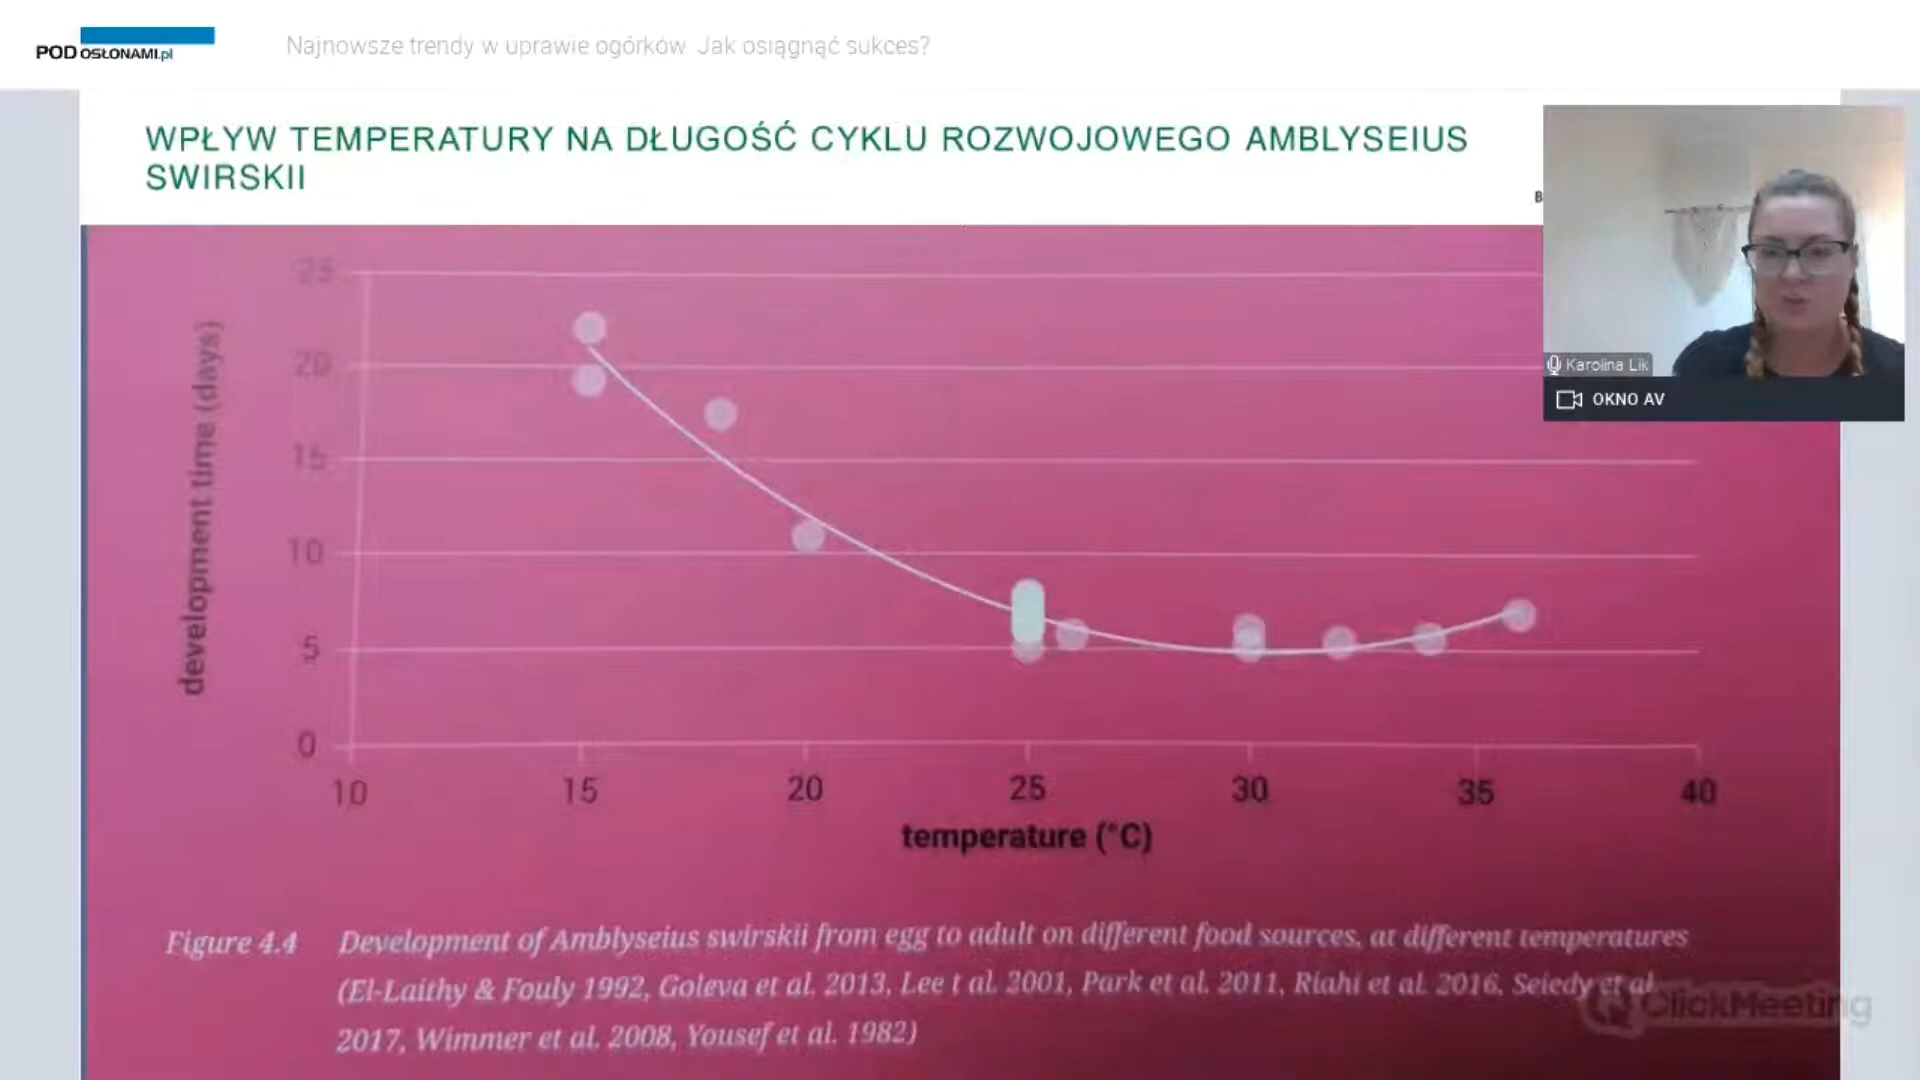 POD OSŁONAMI.pl
Najnowsze trendy w uprawie ogórków. Jak osiągnąć sukces?
WPŁYW TEMPERATURY NA DŁUGOŚĆ CYKLU ROZWOJOWEGO AMBLYSEIUS
SWIRSKII
B
Karolina Lik
OKNO AV
25
20
15
10
5
0
development time (days)
10 15 20 25 30 35 40
temperature (°C)
Figure 4.4 Development of Amblyseius swirskii from egg to adult on different food sources, at different temperatures
(El-Laithy & Fouly 1992, Goleva et al. 2013, Lee t al. 2001, Park et al. 2011, Riahi et al. 2016, Seiedy et al.
2017, Wimmer et al. 2008, Yousef et al. 1982)
ClickMeeting